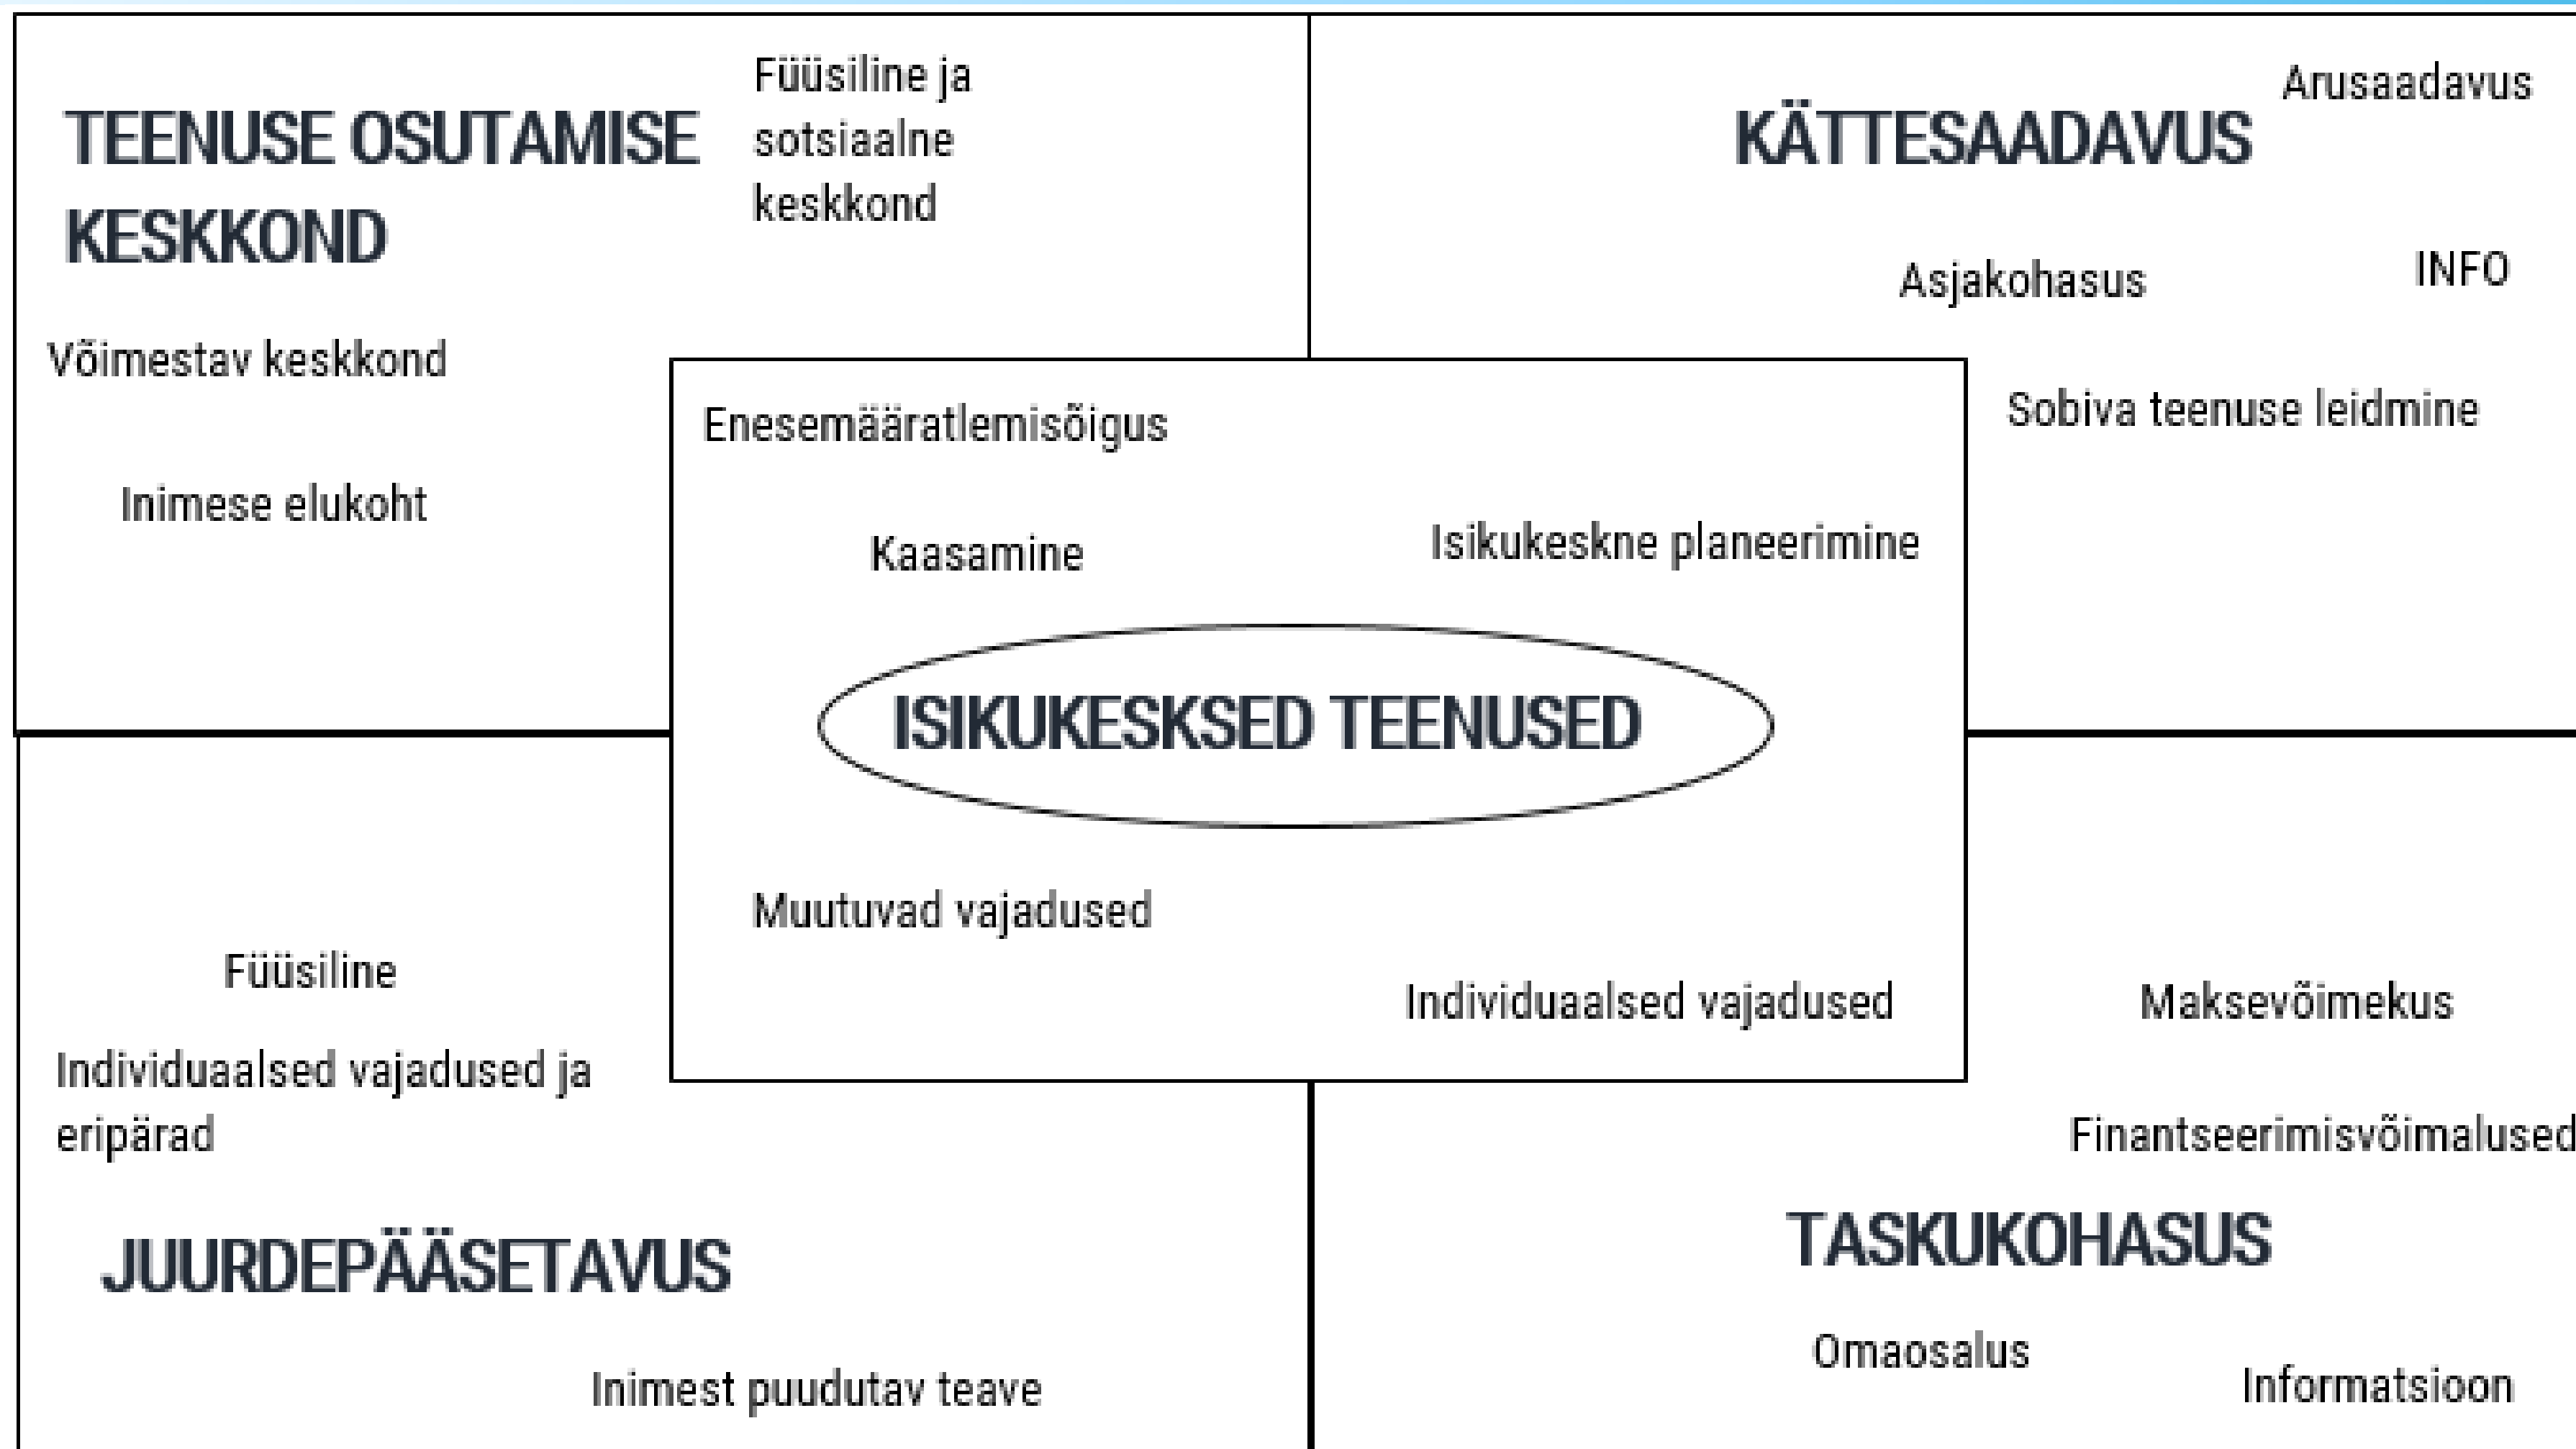 TEENUSE OSUTAMISE
KESKKOND
Füüsiline ja
sotsiaalne
keskkond
Võimestav keskkond
Inimese elukoht
KÄTTESAADAVUS
Arusaadavus
Asjakohasus
INFO
Sobiva teenuse leidmine
Enesemääratlemisõigus
Kaasamine
Isikukeskne planeerimine
ISIKUKESKSED TEENUSED
Muutuvad vajadused
Individuaalsed vajadused
Füüsiline
Individuaalsed vajadused ja
eripärad
JUURDEPÄÄSETAVUS
Inimest puudutav teave
Maksevõimekus
Finantseerimisvõimalused
TASKUKOHASUS
Omaosalus
Informatsioon